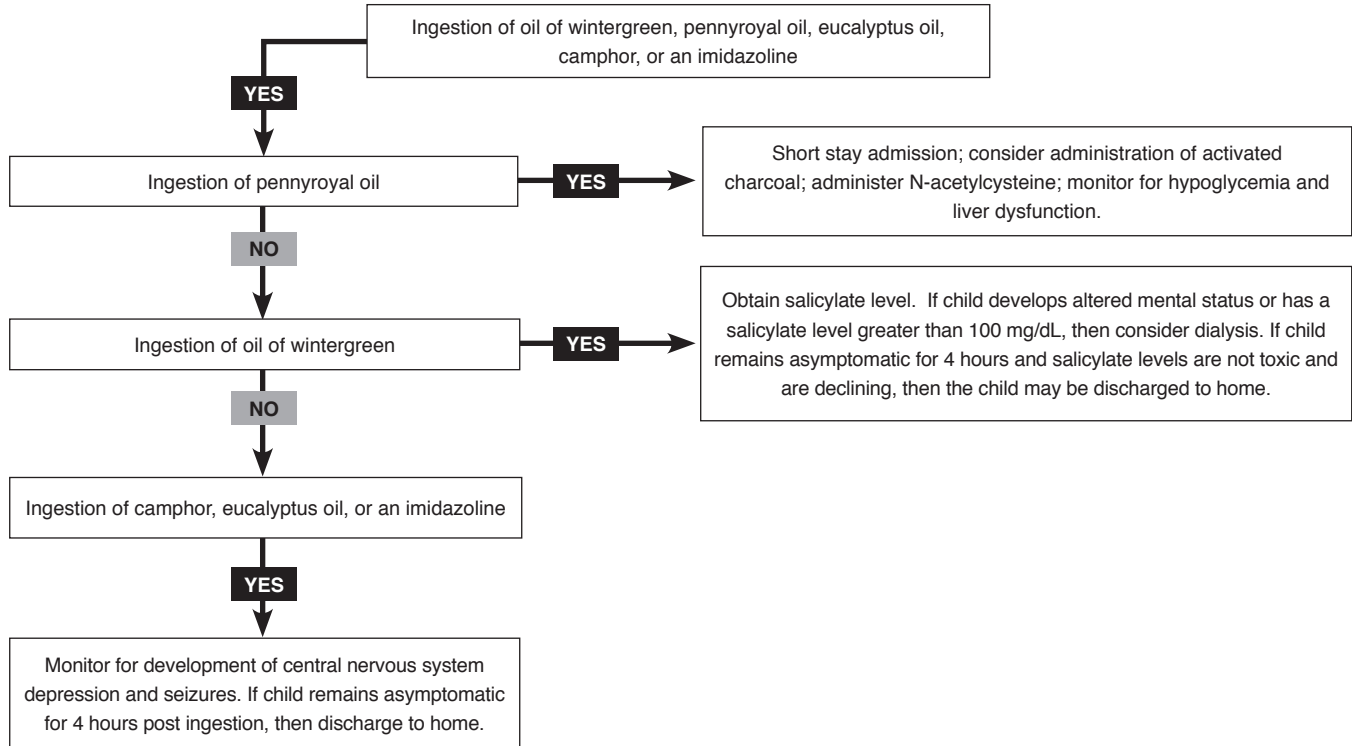 Ingestion of oil of wintergreen, pennyroyal oil, eucalyptus oil,
camphor, or an imidazoline
YES
Ingestion of pennyroyal oil
YES
Short stay admission; consider administration of activated
charcoal; administer N-acetylcysteine; monitor for hypoglycemia and
liver dysfunction.
NO
Ingestion of oil of wintergreen
YES
Obtain salicylate level. If child develops altered mental status or has a
salicylate level greater than 100 mg/dL, then consider dialysis. If child
remains asymptomatic for 4 hours and salicylate levels are not toxic and
are declining, then the child may be discharged to home.
NO
Ingestion of camphor, eucalyptus oil, or an imidazoline
YES
Monitor for development of central nervous system
depression and seizures. If child remains asymptomatic
for 4 hours post ingestion, then discharge to home.